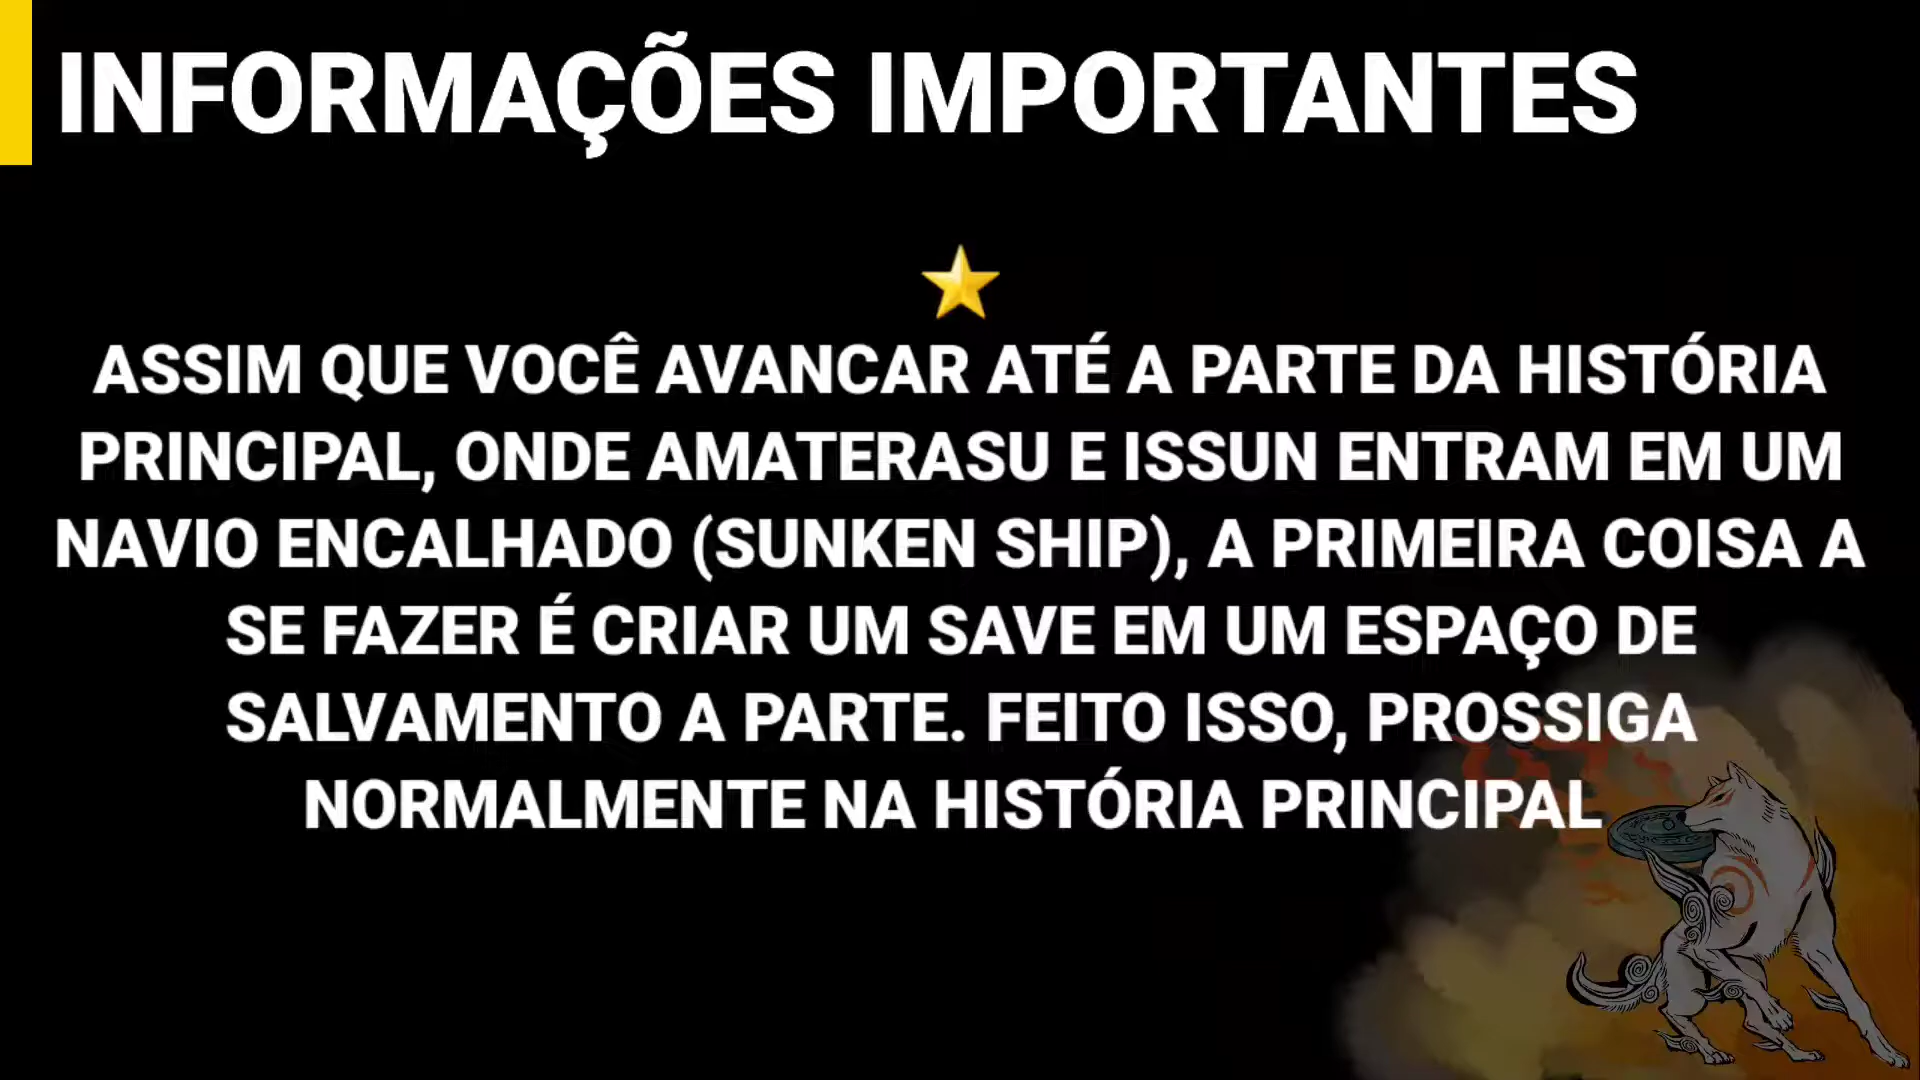 INFORMAÇÕES IMPORTANTES
ASSIM QUE VOCÊ AVANCAR ATÉ A PARTE DA HISTÓRIA
PRINCIPAL, ONDE AMATERASU E ISSUN ENTRAM EM UM
NAVIO ENCALHADO (SUNKEN SHIP), A PRIMEIRA COISA A
SE FAZER É CRIAR UM SAVE EM UM ESPAÇO DE
SALVAMENTO A PARTE. FEITO ISSO, PROSSIGA
NORMALMENTE NA HISTÓRIA PRINCIPAL